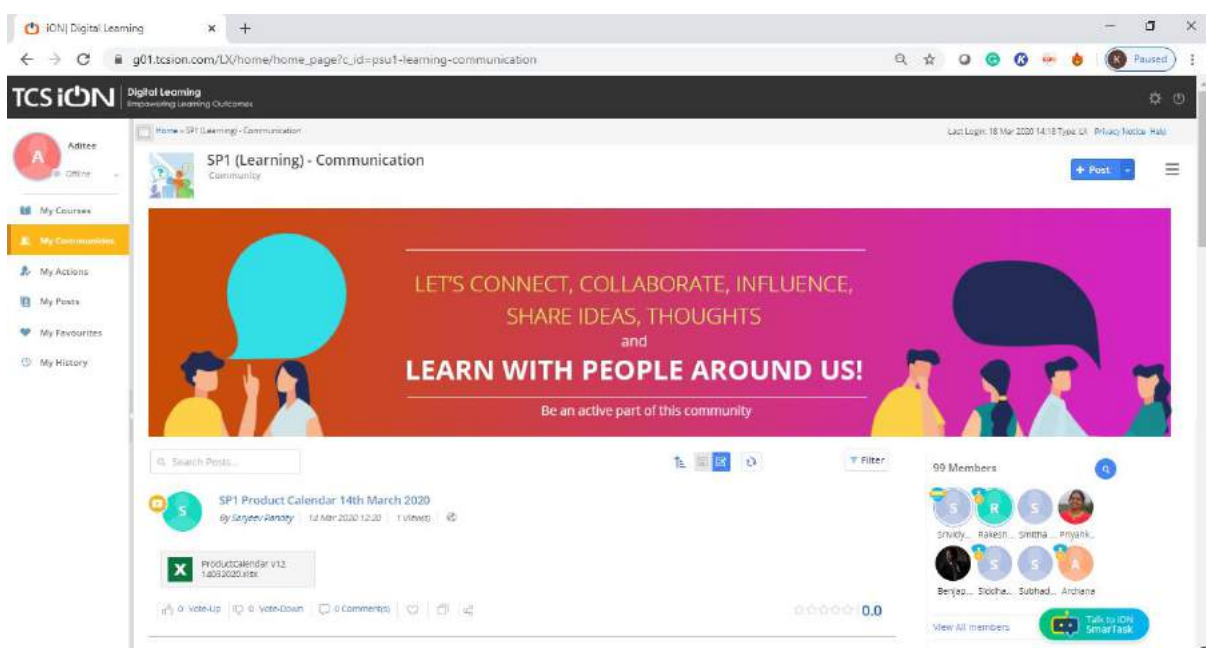 iON| Digital Learning
g01.tcsion.com/LX/home/home_page?c_id=psu1-learning-communication
K Paused
TCS iON Digital Learning
Empowering Learning Outcomes
Home » SP1 (Learning) - Communication
Last Login: 18 Mar 2020 14:18 Type: LX Privacy Notice Help
A Aditee
Offline
SP1 (Learning) - Communication
Community
+ Post
My Courses
My Communities
My Actions
My Posts
My Favourites
My History
LET'S CONNECT, COLLABORATE, INFLUENCE,
SHARE IDEAS, THOUGHTS
and
LEARN WITH PEOPLE AROUND US!
Be an active part of this community
Search Posts...
Filter
99 Members
S
SP1 Product Calendar 14th March 2020
By Sanjeev Pandey 14 Mar 2020 12:20 1 View(s)
X ProductCalendar v12
14032020.xlsx
0 Vote-Up 0 Vote-Down 0 Comment(s)
0.0
S R S
Srividy... Rakesh... Smitha ... Priyank...
S S A
Benjap... Siddha... Subhad... Archana
View All members
Talk to iON
SmarTask